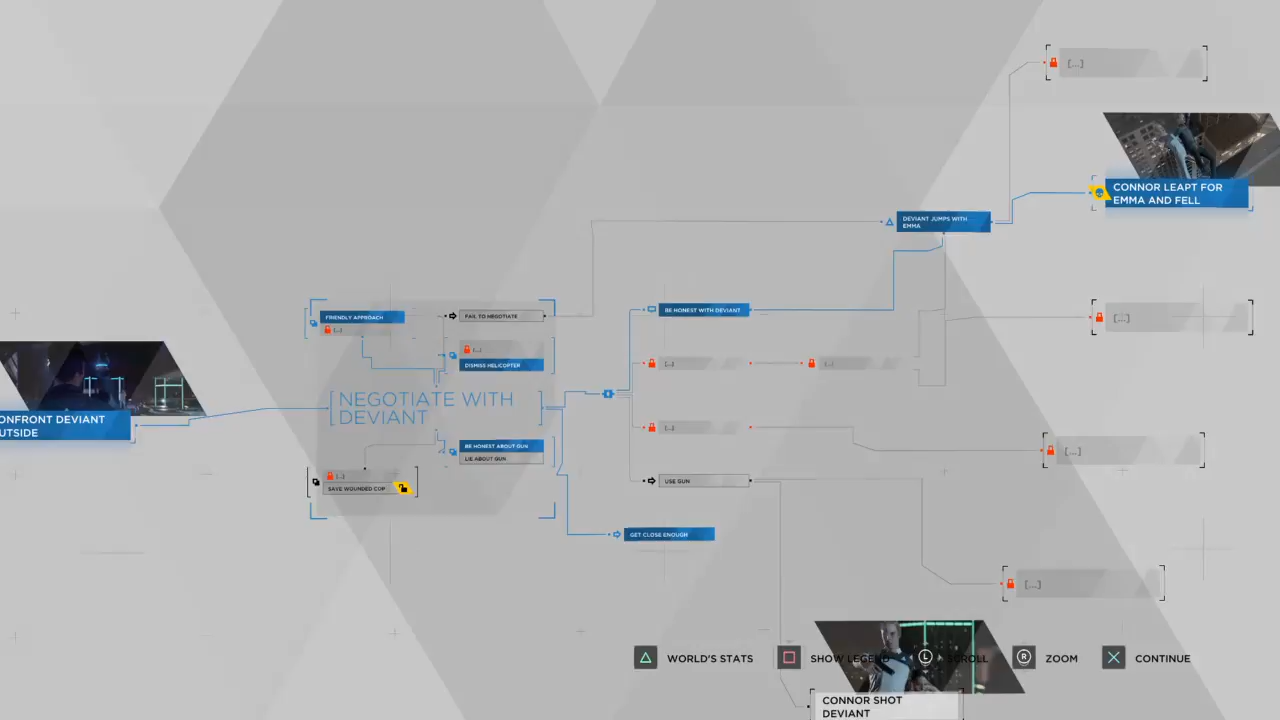 [...]
CONNOR LEAPT FOR
EMMA AND FELL
DEVIANT JUMPS WITH
EMMA
FRIENDLY APPROACH
[...]
FAIL TO NEGOTIATE
[...]
DISMISS HELICOPTER
BE HONEST WITH DEVIANT
[...]
[...]
[...]
NEGOTIATE WITH
DEVIANT
ONFRONT DEVIANT
UTSIDE
BE HONEST ABOUT GUN
LIE ABOUT GUN
[...]
[...]
[...]
SAVE WOUNDED COP
USE GUN
GET CLOSE ENOUGH
[...]
WORLD'S STATS
SHOW LEGEND
L
SCROLL
R
ZOOM
CONTINUE
CONNOR SHOT
DEVIANT